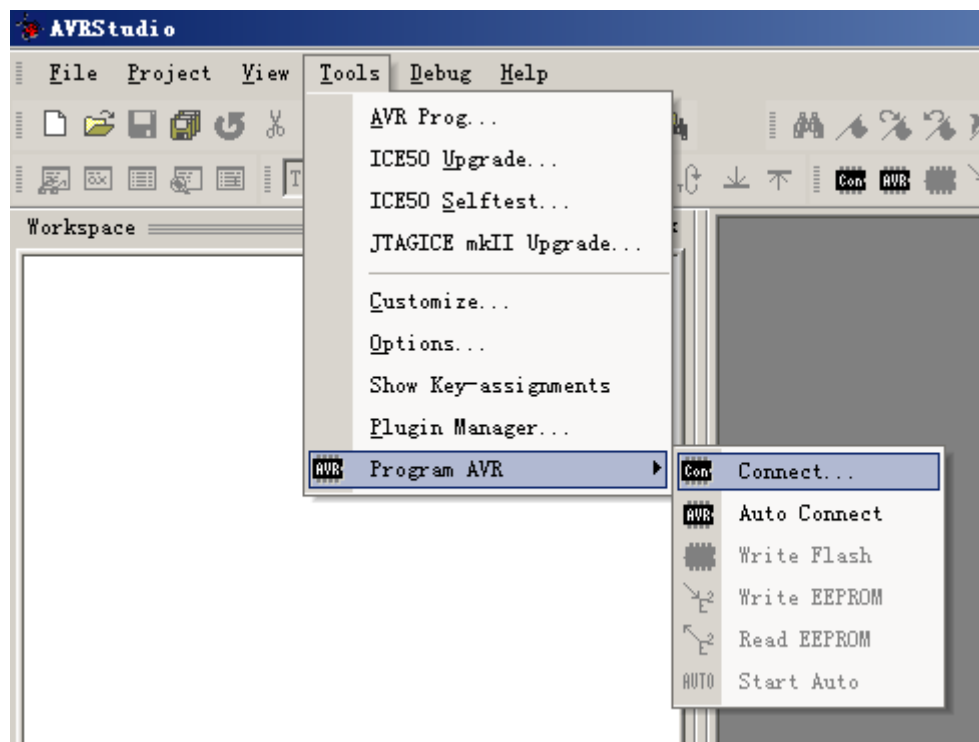 AVRStudio
File Project View Tools Debug Help
AVR Prog...
ICE50 Upgrade...
ICE50 Selftest...
JTAGICE mkII Upgrade...
Customize...
Options...
Show Key-assignments
Plugin Manager...
AVR Program AVR
Con AVR
Workspace
Con Connect...
AVR Auto Connect
Write Flash
Write EEPROM
Read EEPROM
AUTO Start Auto